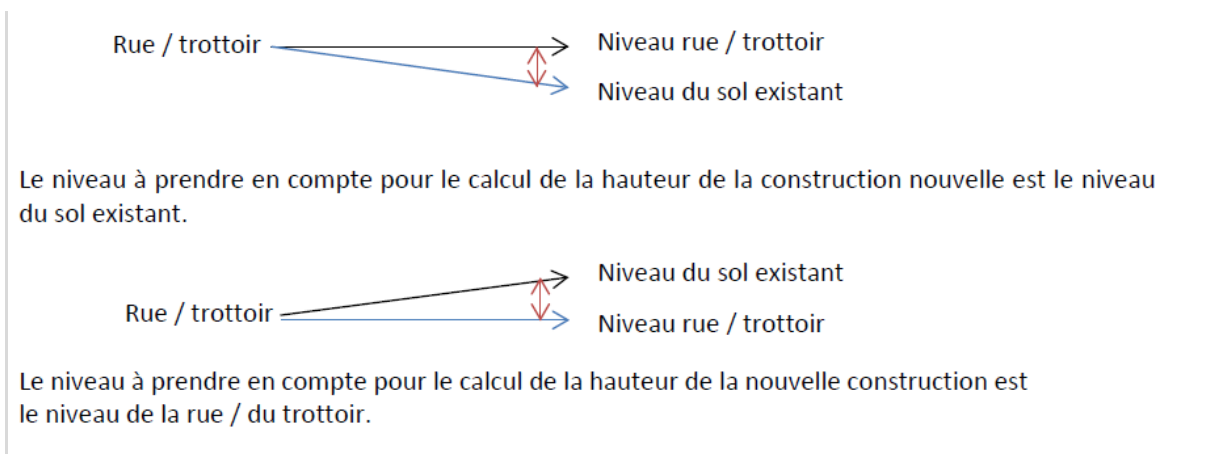 Rue / trottoir
Niveau rue / trottoir
Niveau du sol existant
Le niveau à prendre en compte pour le calcul de la hauteur de la construction nouvelle est le niveau
du sol existant.
Niveau du sol existant
Rue / trottoir
Niveau rue / trottoir
Le niveau à prendre en compte pour le calcul de la hauteur de la nouvelle construction est
le niveau de la rue / du trottoir.